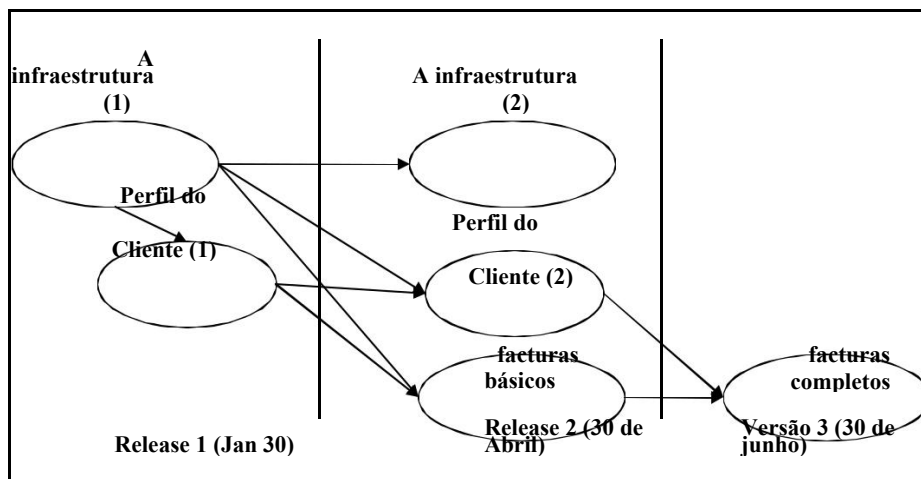 A
infraestrutura
(1)
A infraestrutura
(2)
Perfil do
Cliente (1)
Perfil do
Cliente (2)
facturas
básicos
facturas
completos
Release 1 (Jan 30)
Release 2 (30 de
Abril)
Versão 3 (30 de
junho)